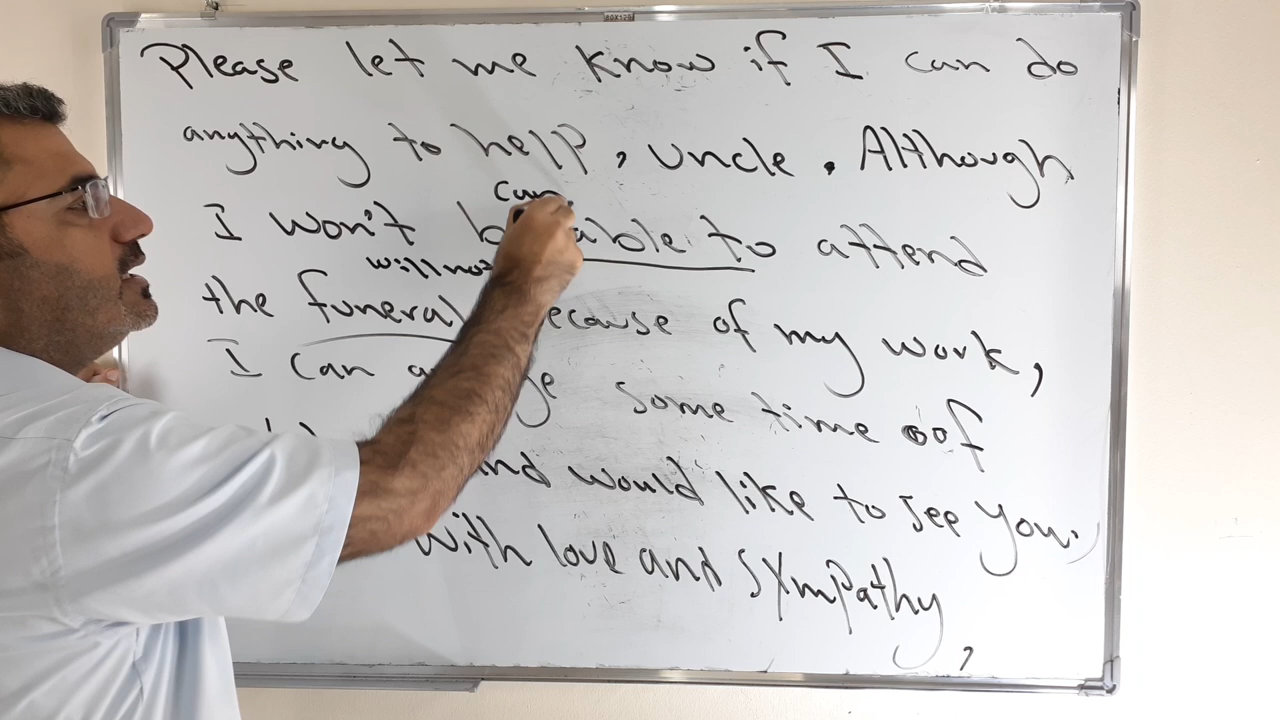 80X120
Please let me know if I can do
anything to help, uncle. Although
can
I won't able to attend
will not
the funeral because of my work,
I can some time oof
and would like to see you.
With love and sympathy,